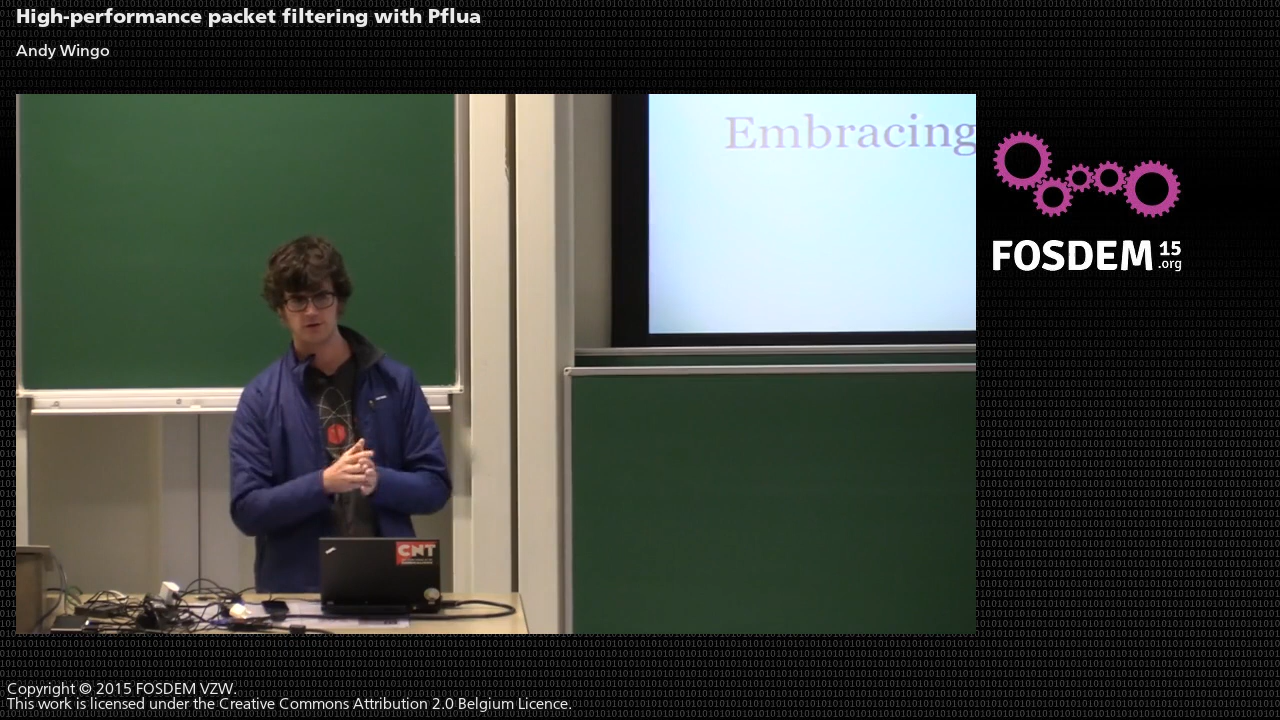 High-performance packet filtering with Pflua
Andy Wingo
Embracing
FOSDEM 15
.org
CNT
Copyright © 2015 FOSDEM VZW.
This work is licensed under the Creative Commons Attribution 2.0 Belgium Licence.